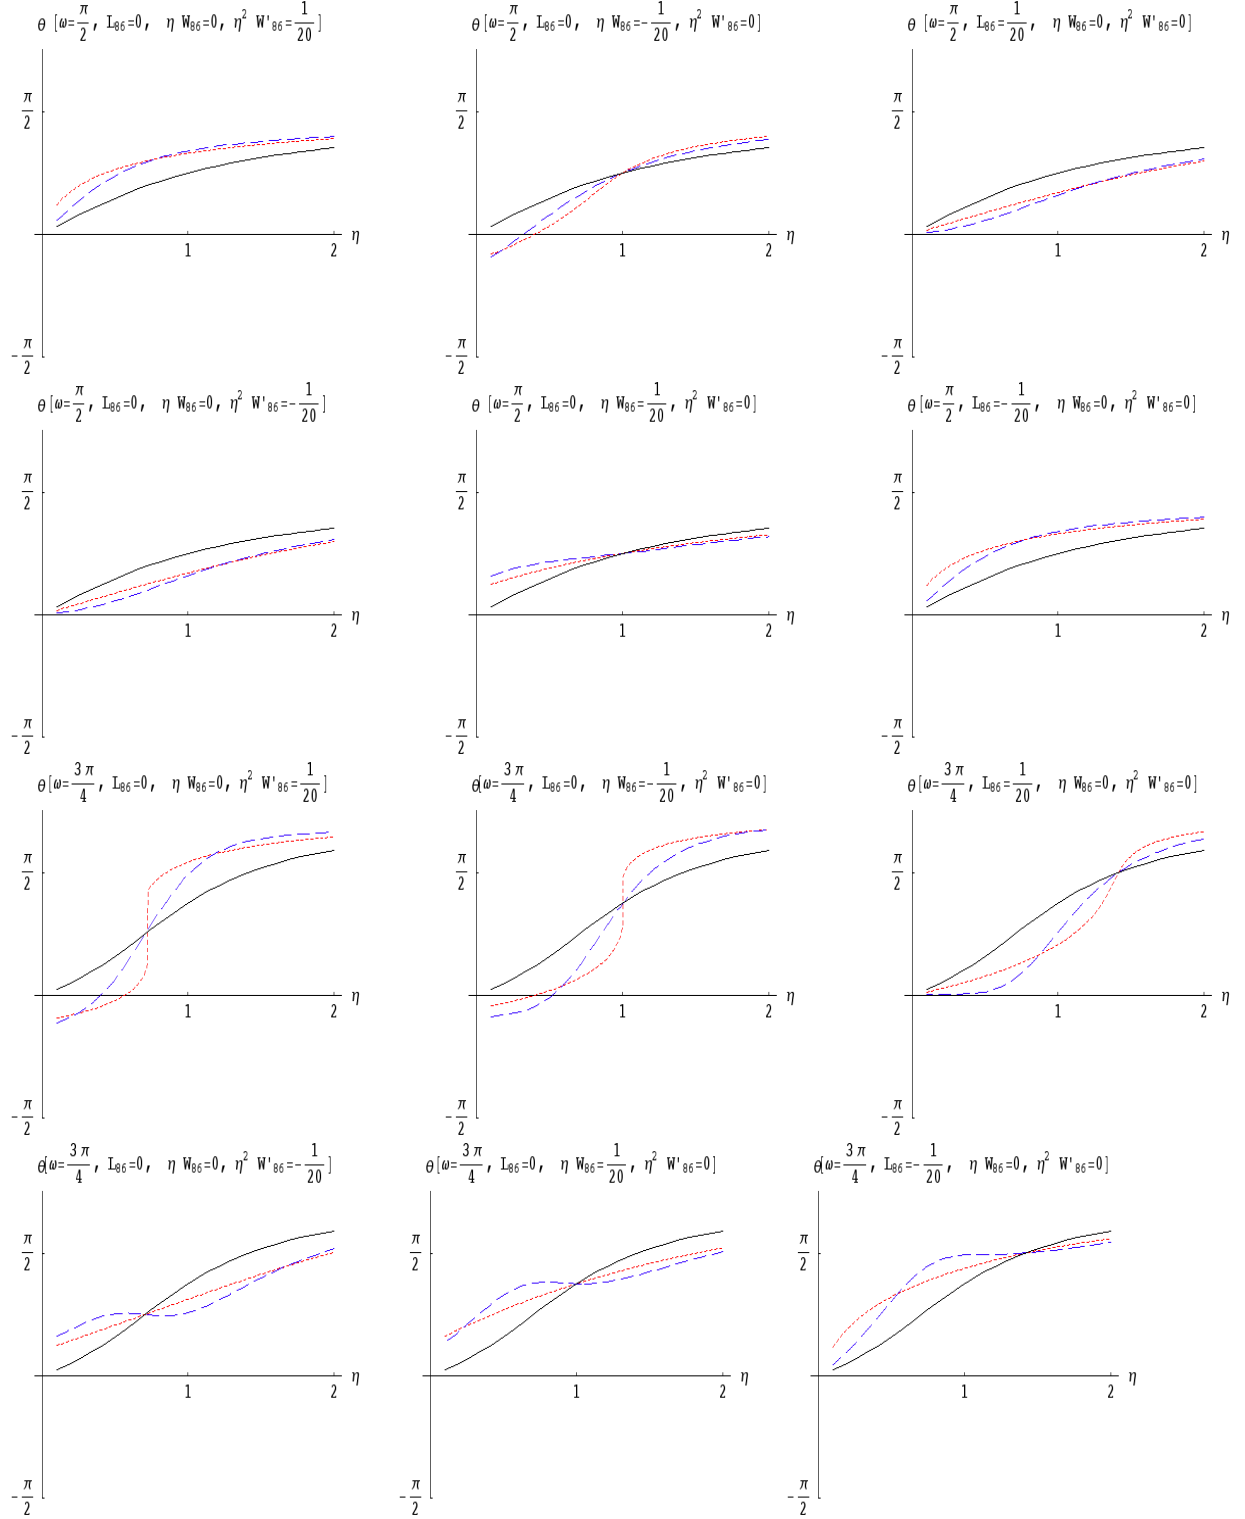 θ [ω=π/2, L₈₆=0, η W₈₆=0, η² W'₈₆=1/20]
π/2
η
1 2
-π/2
θ [ω=π/2, L₈₆=0, η W₈₆=-1/20, η² W'₈₆=0]
π/2
η
1 2
-π/2
θ [ω=π/2, L₈₆=1/20, η W₈₆=0, η² W'₈₆=0]
π/2
η
1 2
-π/2
θ [ω=π/2, L₈₆=0, η W₈₆=0, η² W'₈₆=-1/20]
π/2
η
1 2
-π/2
θ [ω=π/2, L₈₆=0, η W₈₆=1/20, η² W'₈₆=0]
π/2
η
1 2
-π/2
θ [ω=π/2, L₈₆=-1/20, η W₈₆=0, η² W'₈₆=0]
π/2
η
1 2
-π/2
θ[ω=3π/4, L₈₆=0, η W₈₆=0, η² W'₈₆=1/20]
π/2
η
1 2
-π/2
θ[ω=3π/4, L₈₆=0, η W₈₆=-1/20, η² W'₈₆=0]
π/2
η
1 2
-π/2
θ[ω=3π/4, L₈₆=1/20, η W₈₆=0, η² W'₈₆=0]
π/2
η
1 2
-π/2
θ[ω=3π/4, L₈₆=0, η W₈₆=0, η² W'₈₆=-1/20]
π/2
η
1 2
-π/2
θ[ω=3π/4, L₈₆=0, η W₈₆=1/20, η² W'₈₆=0]
π/2
η
1 2
-π/2
θ[ω=3π/4, L₈₆=-1/20, η W₈₆=0, η² W'₈₆=0]
π/2
η
1 2
-π/2